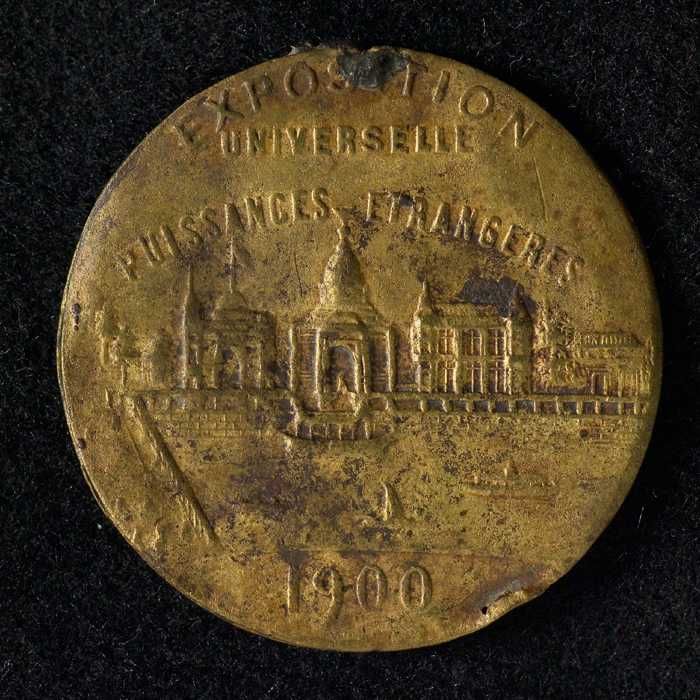 EXPOSITION
UNIVERSELLE
PUISSANCES ETRANGERES
1900